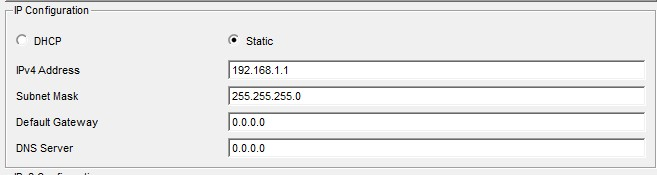 IP Configuration
DHCP Static
IPv4 Address 192.168.1.1
Subnet Mask 255.255.255.0
Default Gateway 0.0.0.0
DNS Server 0.0.0.0